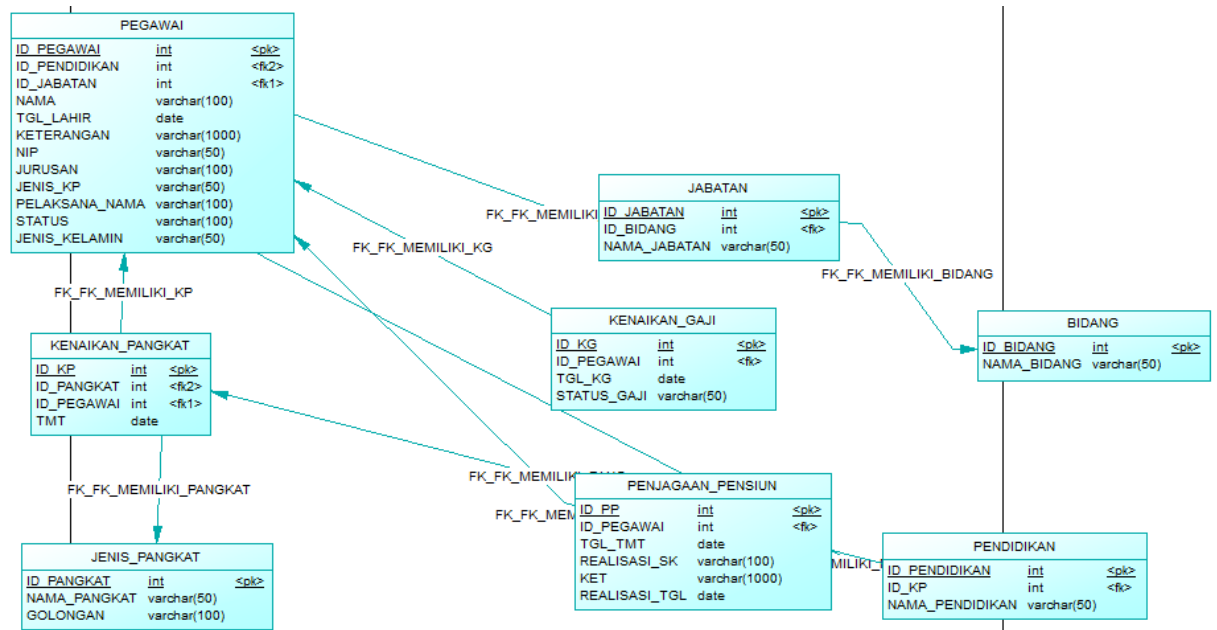 PEGAWAI
ID_PEGAWAI int <pk>
ID_PENDIDIKAN int <fk2>
ID_JABATAN int <fk1>
NAMA varchar(100)
TGL_LAHIR date
KETERANGAN varchar(1000)
NIP varchar(50)
JURUSAN varchar(100)
JENIS_KP varchar(50)
PELAKSANA_NAMA varchar(100)
STATUS varchar(100)
JENIS_KELAMIN varchar(50)
FK_FK_MEMILIKI
JABATAN
ID_JABATAN int <pk>
ID_BIDANG int <fk>
NAMA_JABATAN varchar(50)
FK_FK_MEMILIKI_KG
FK_FK_MEMILIKI_BIDANG
FK_FK_MEMILIKI_KP
KENAIKAN_GAJI
ID_KG int <pk>
ID_PEGAWAI int <fk>
TGL_KG date
STATUS_GAJI varchar(50)
BIDANG
ID_BIDANG int <pk>
NAMA_BIDANG varchar(50)
KENAIKAN_PANGKAT
ID_KP int <pk>
ID_PANGKAT int <fk2>
ID_PEGAWAI int <fk1>
TMT date
FK_FK_MEMILIKI_PANGKAT
FK_FK_MEMILIKI
FK_FK_MEM
PENJAGAAN_PENSIUN
ID_PP int <pk>
ID_PEGAWAI int <fk>
TGL_TMT date
REALISASI_SK varchar(100)
KET varchar(1000)
REALISASI_TGL date
MILIKI_
JENIS_PANGKAT
ID_PANGKAT int <pk>
NAMA_PANGKAT varchar(50)
GOLONGAN varchar(100)
PENDIDIKAN
ID_PENDIDIKAN int <pk>
ID_KP int <fk>
NAMA_PENDIDIKAN varchar(50)